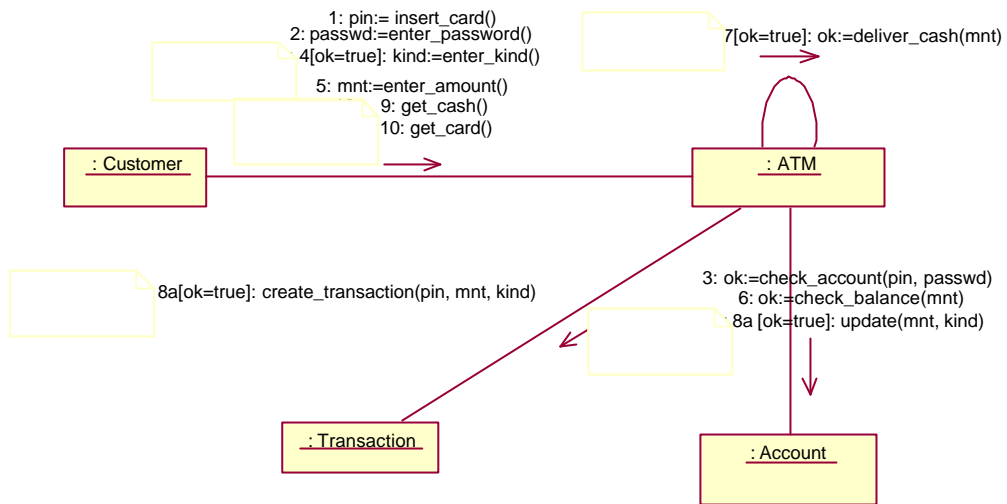 1: pin:= insert_card()
2: passwd:=enter_password()
4[ok=true]: kind:=enter_kind()
5: mnt:=enter_amount()
9: get_cash()
10: get_card()
7[ok=true]: ok:=deliver_cash(mnt)
: Customer
: ATM
8a[ok=true]: create_transaction(pin, mnt, kind)
3: ok:=check_account(pin, passwd)
6: ok:=check_balance(mnt)
8a [ok=true]: update(mnt, kind)
: Transaction
: Account